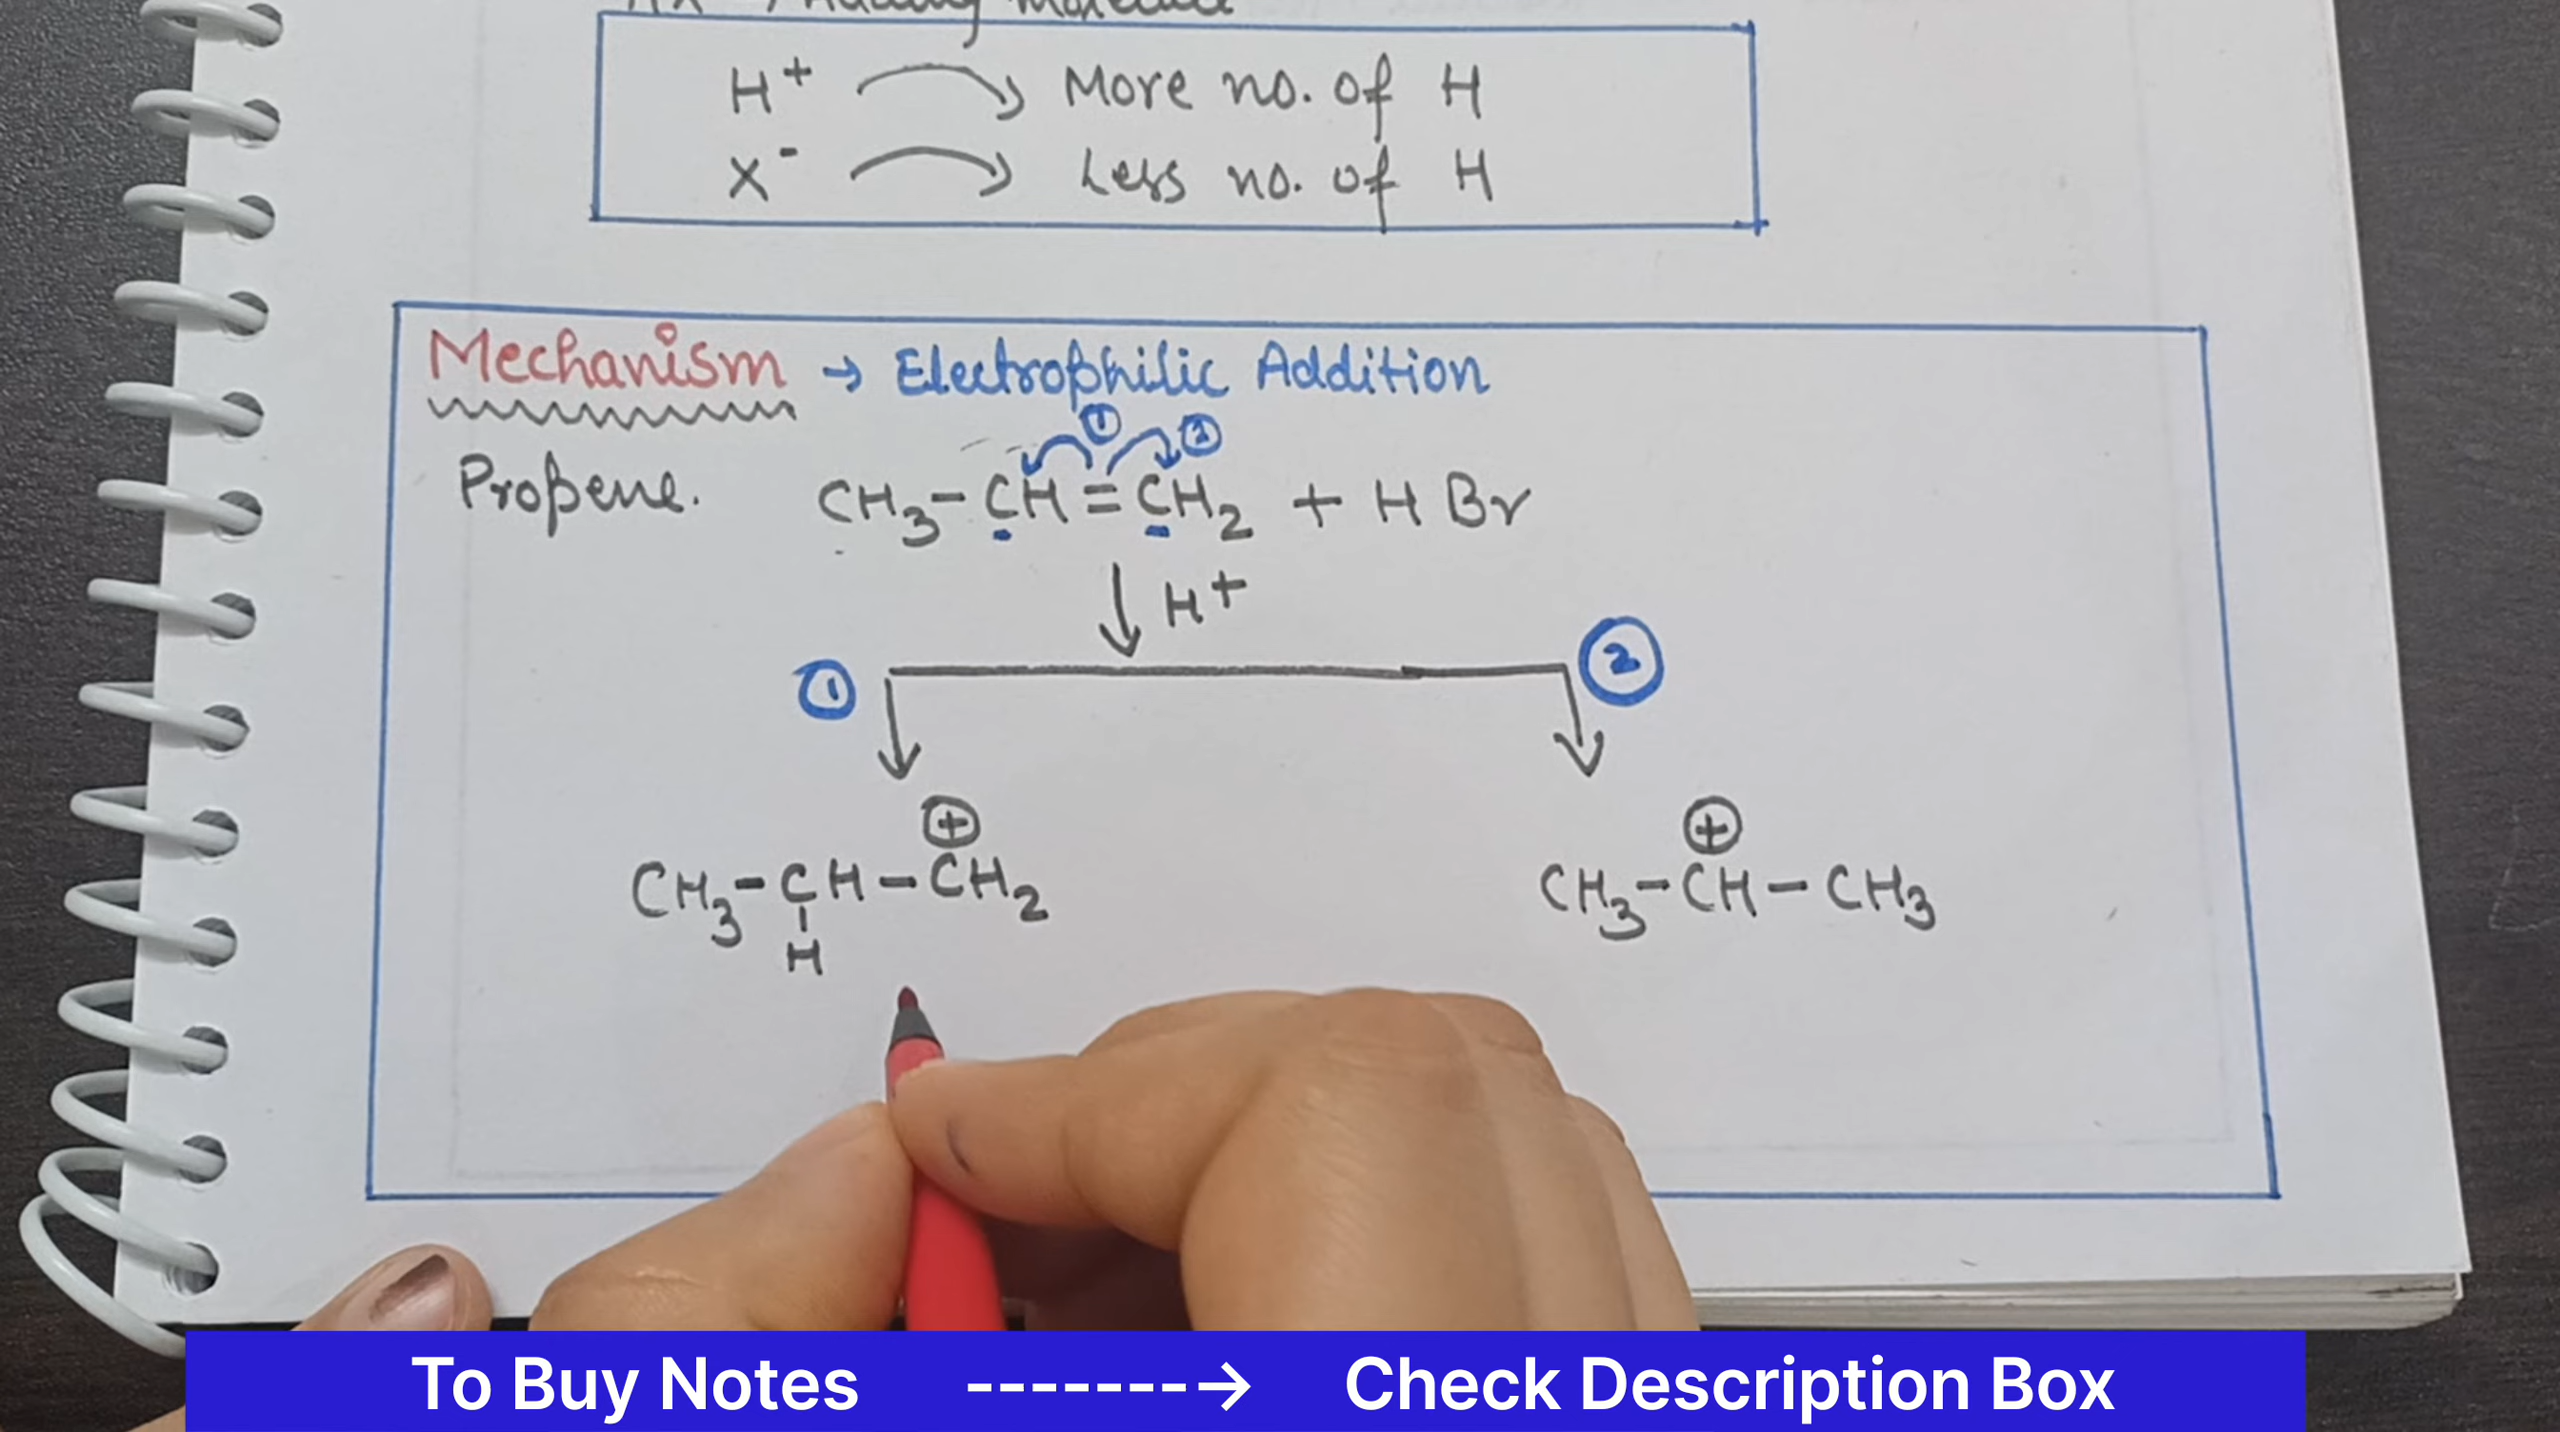 H⁺ ⟶ More no. of H
X⁻ ⟶ Less no. of H
Mechanism → Electrophilic Addition
① ②
Propene. CH₃-CH=CH₂ + H Br
↓ H⁺
① ②
⊕ ⊕
CH₃-CH-CH₂ CH₃-CH-CH₃
H
To Buy Notes -------→ Check Description Box